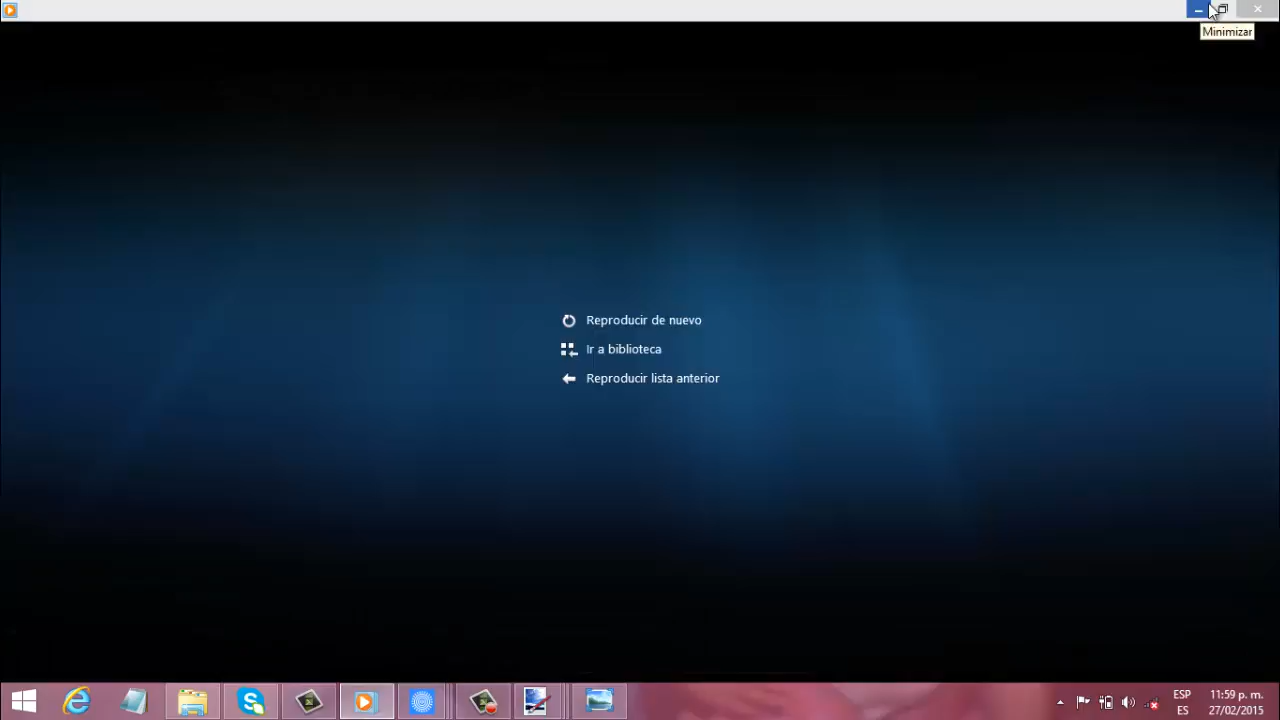 Minimizar
Reproducir de nuevo
Ir a biblioteca
Reproducir lista anterior
ESP
ES
11:59 p. m.
27/02/2015